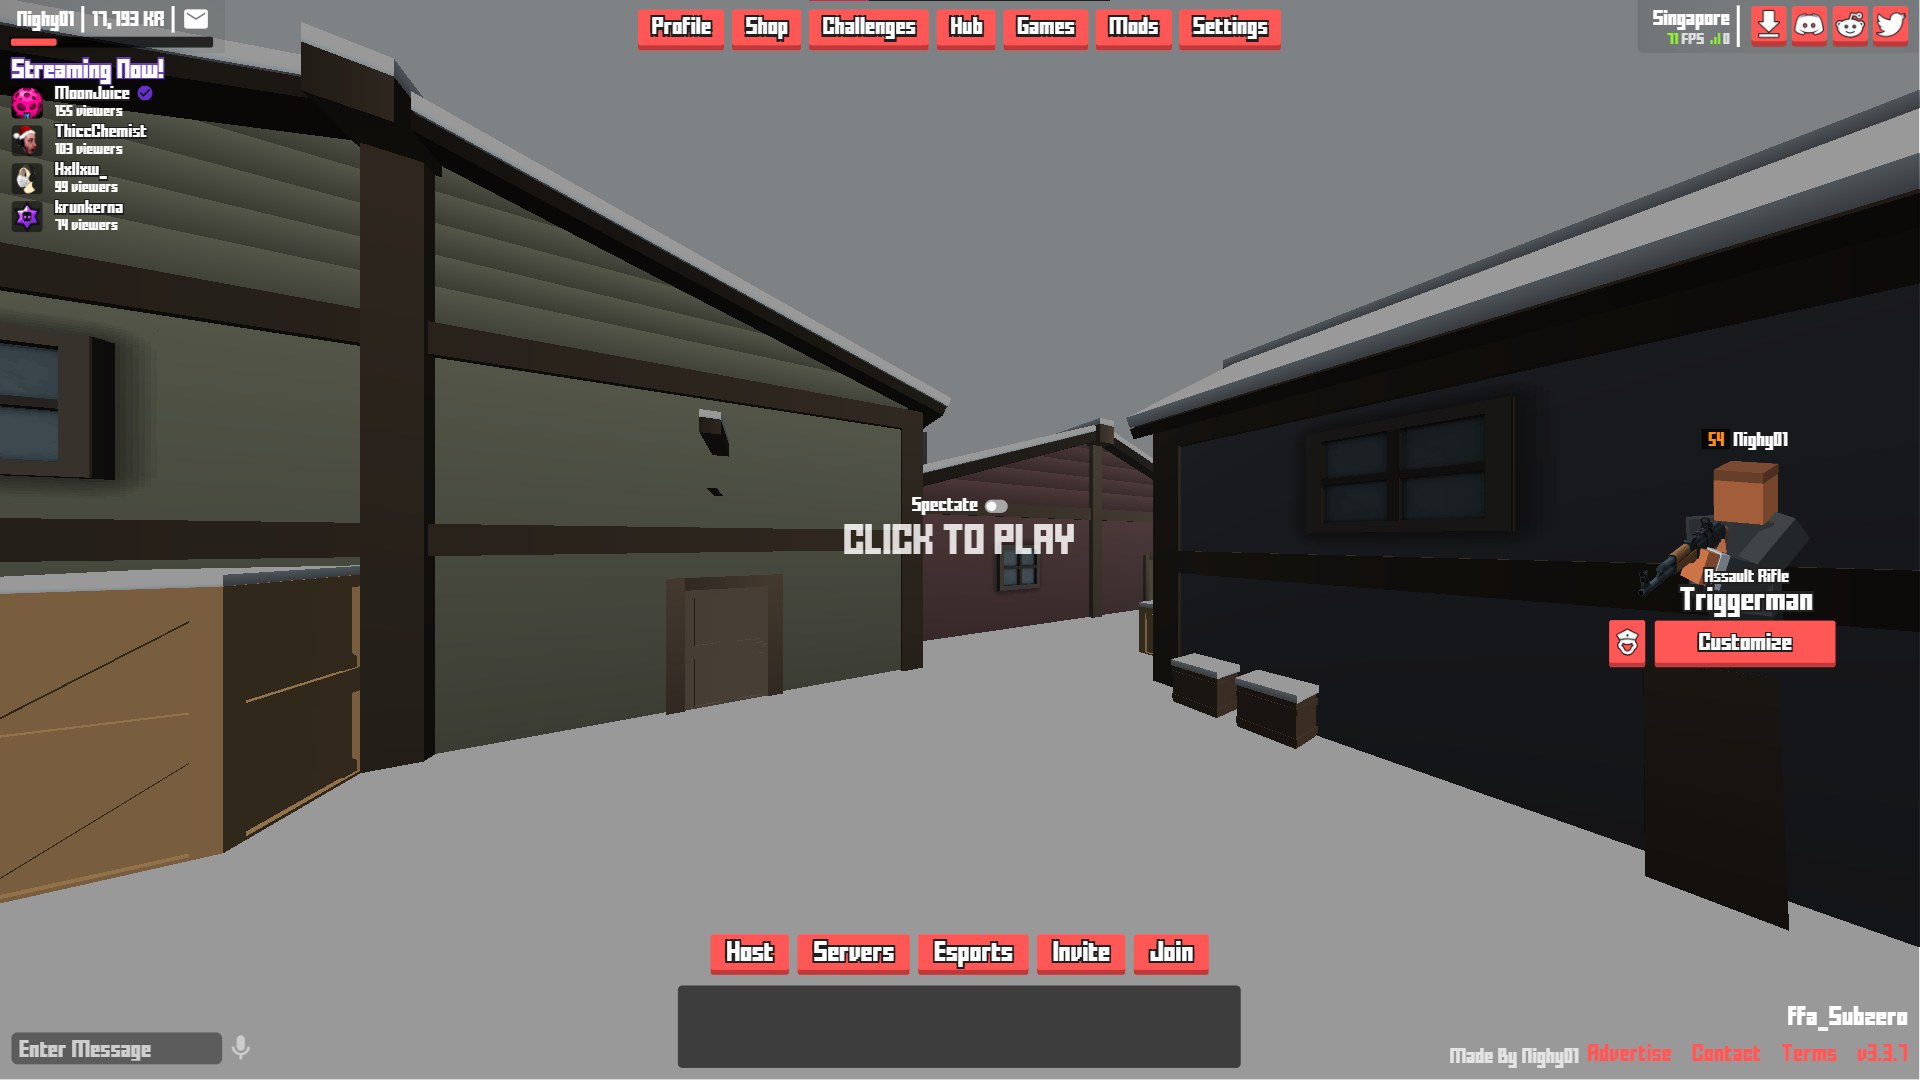 Nighy01 | 17,793 KR
Profile
Shop
Challenges
Hub
Games
Mods
Settings
Singapore
71 FPS 0
Streaming Now!
MoonJuice
155 viewers
ThiccChemist
103 viewers
Hxllxw_
99 viewers
krunkerna
74 viewers
54 Nighy01
Spectate
CLICK TO PLAY
Assault Rifle
Triggerman
Customize
Host
Servers
Esports
Invite
Join
ffa_Subzero
Enter Message
Made By Nighy01 Advertise Contact Terms v3.3.7